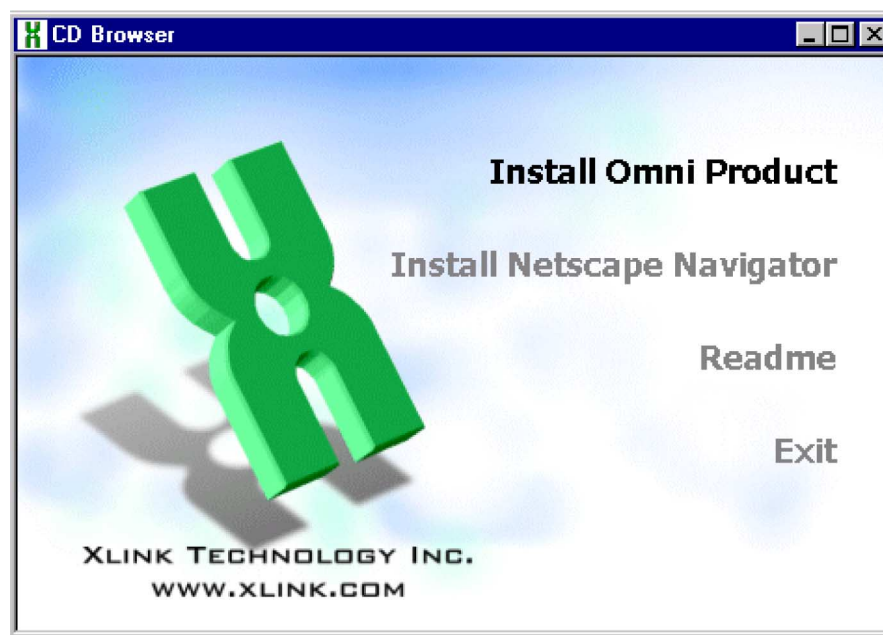 CD Browser
Install Omni Product
Install Netscape Navigator
Readme
Exit
XLINK TECHNOLOGY INC.
WWW.XLINK.COM